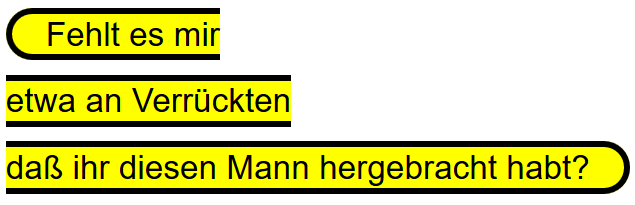 Fehlt es mir
etwa an Verrückten
daß ihr diesen Mann hergebracht habt?